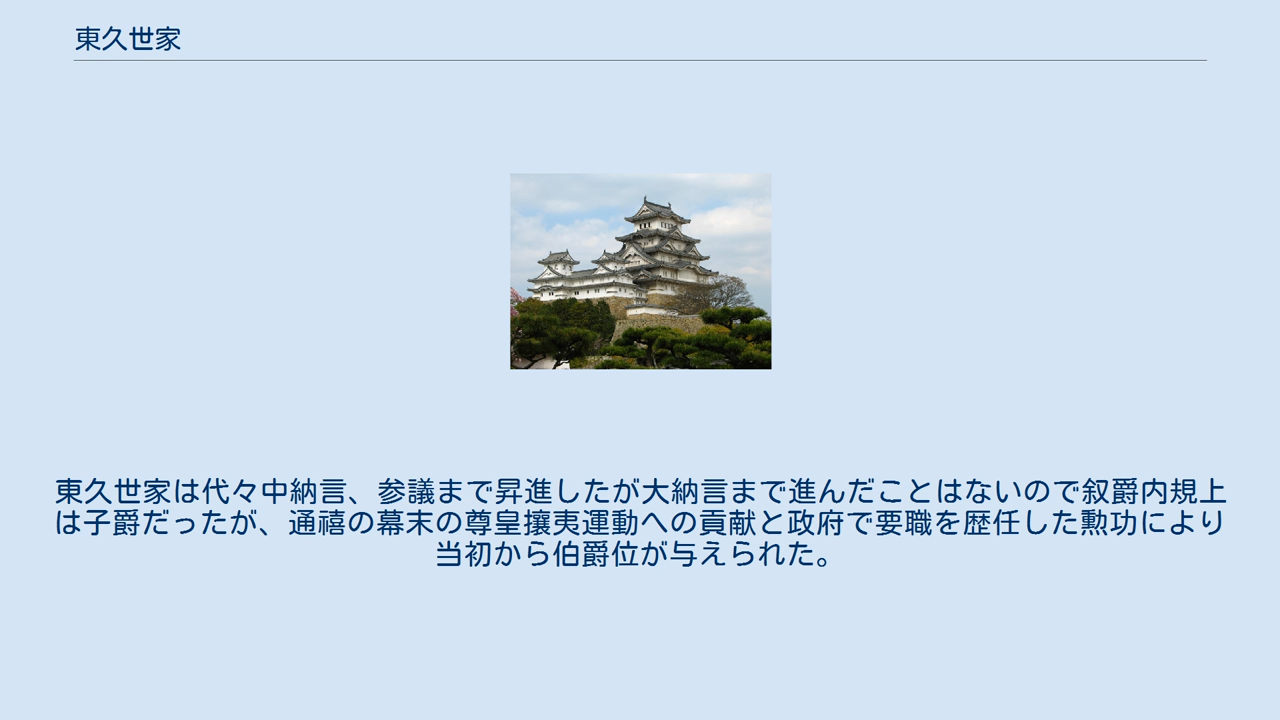 東久世家
東久世家は代々中納言、参議まで昇進したが大納言まで進んだことはないので叙爵内規上
は子爵だったが、通禧の幕末の尊皇攘夷運動への貢献と政府で要職を歴任した勲功により
当初から伯爵位が与えられた。